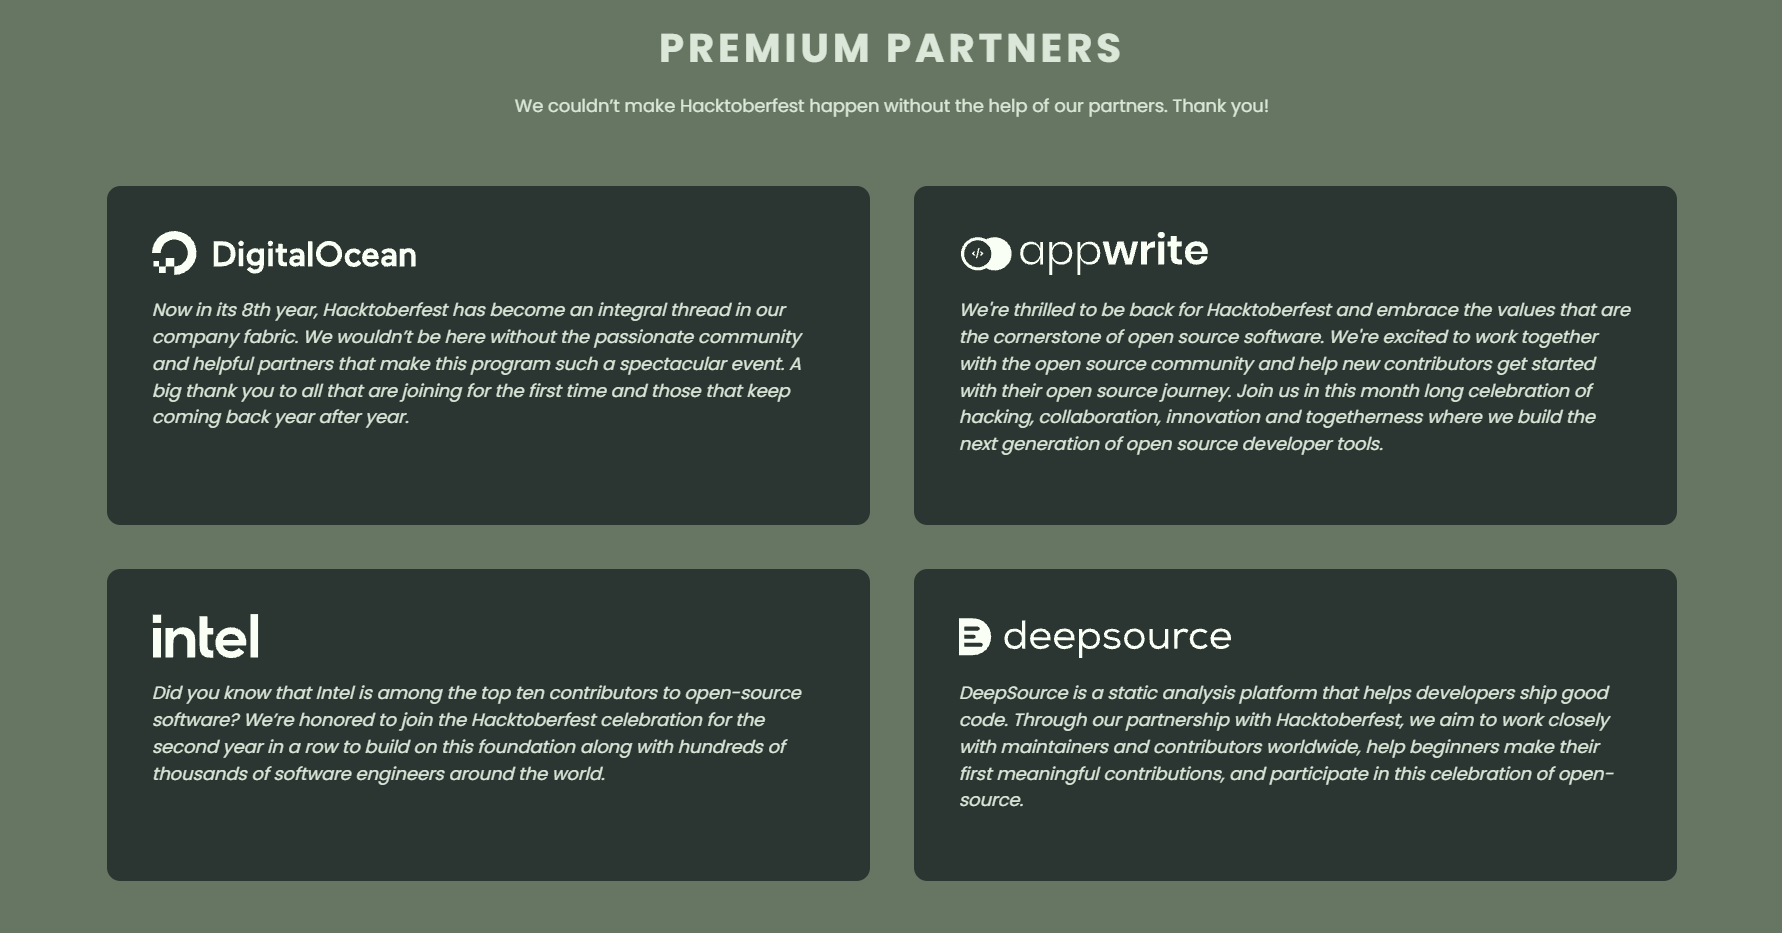 PREMIUM PARTNERS
We couldn’t make Hacktoberfest happen without the help of our partners. Thank you!
DigitalOcean
Now in its 8th year, Hacktoberfest has become an integral thread in our
company fabric. We wouldn’t be here without the passionate community
and helpful partners that make this program such a spectacular event. A
big thank you to all that are joining for the first time and those that keep
coming back year after year.
appwrite
We're thrilled to be back for Hacktoberfest and embrace the values that are
the cornerstone of open source software. We're excited to work together
with the open source community and help new contributors get started
with their open source journey. Join us in this month long celebration of
hacking, collaboration, innovation and togetherness where we build the
next generation of open source developer tools.
intel
Did you know that Intel is among the top ten contributors to open-source
software? We’re honored to join the Hacktoberfest celebration for the
second year in a row to build on this foundation along with hundreds of
thousands of software engineers around the world.
deepsource
DeepSource is a static analysis platform that helps developers ship good
code. Through our partnership with Hacktoberfest, we aim to work closely
with maintainers and contributors worldwide, help beginners make their
first meaningful contributions, and participate in this celebration of open-
source.